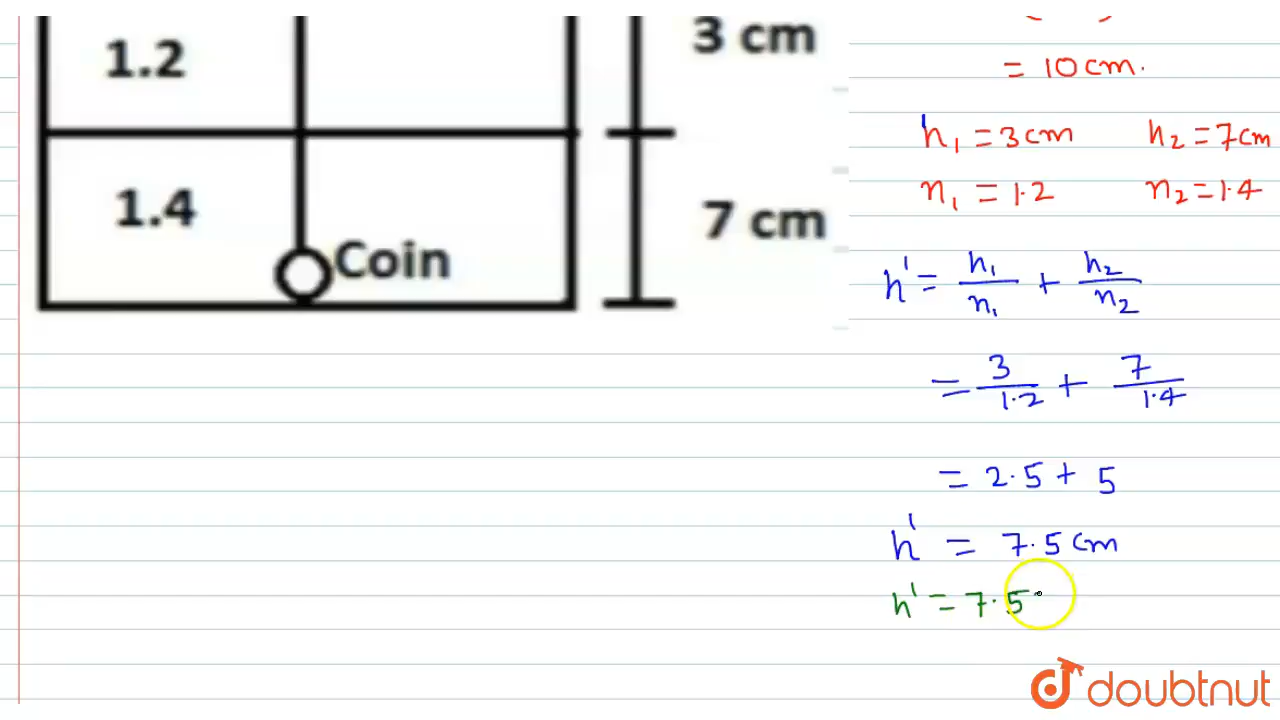 1.2
3 cm
1.4
7 cm
Coin
= 10 cm.
h₁ = 3 cm h₂ = 7 cm
n₁ = 1.2 n₂ = 1.4
h' = h₁/n₁ + h₂/n₂
= 3/1.2 + 7/1.4
= 2.5 + 5
h' = 7.5 cm
h' = 7.5
doubtnut